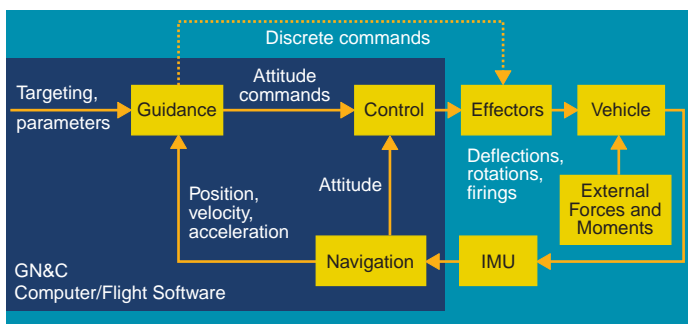 Discrete commands
Targeting,
parameters
Guidance
Attitude
commands
Control
Effectors
Vehicle
Deflections,
rotations,
firings
Position,
velocity,
acceleration
Attitude
External
Forces and
Moments
Navigation
IMU
GN&C
Computer/Flight Software